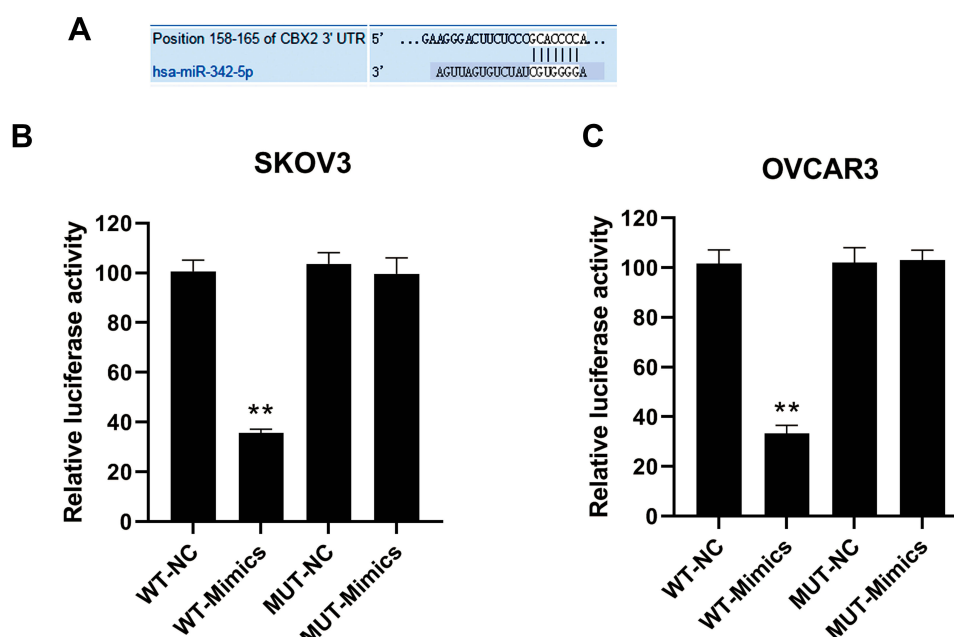 A
Position 158-165 of CBX2 3' UTR 5' ...GAAGGGACUUCUCCCGCACCCCA...
hsa-miR-342-5p 3' AGUUAGUGUCUAUCGUGGGGA
B
SKOV3
Relative luciferase activity
120
100
80
60
40
20
0
**
WT-NC
WT-Mimics
MUT-NC
MUT-Mimics
C
OVCAR3
Relative luciferase activity
120
100
80
60
40
20
0
**
WT-NC
WT-Mimics
MUT-NC
MUT-Mimics